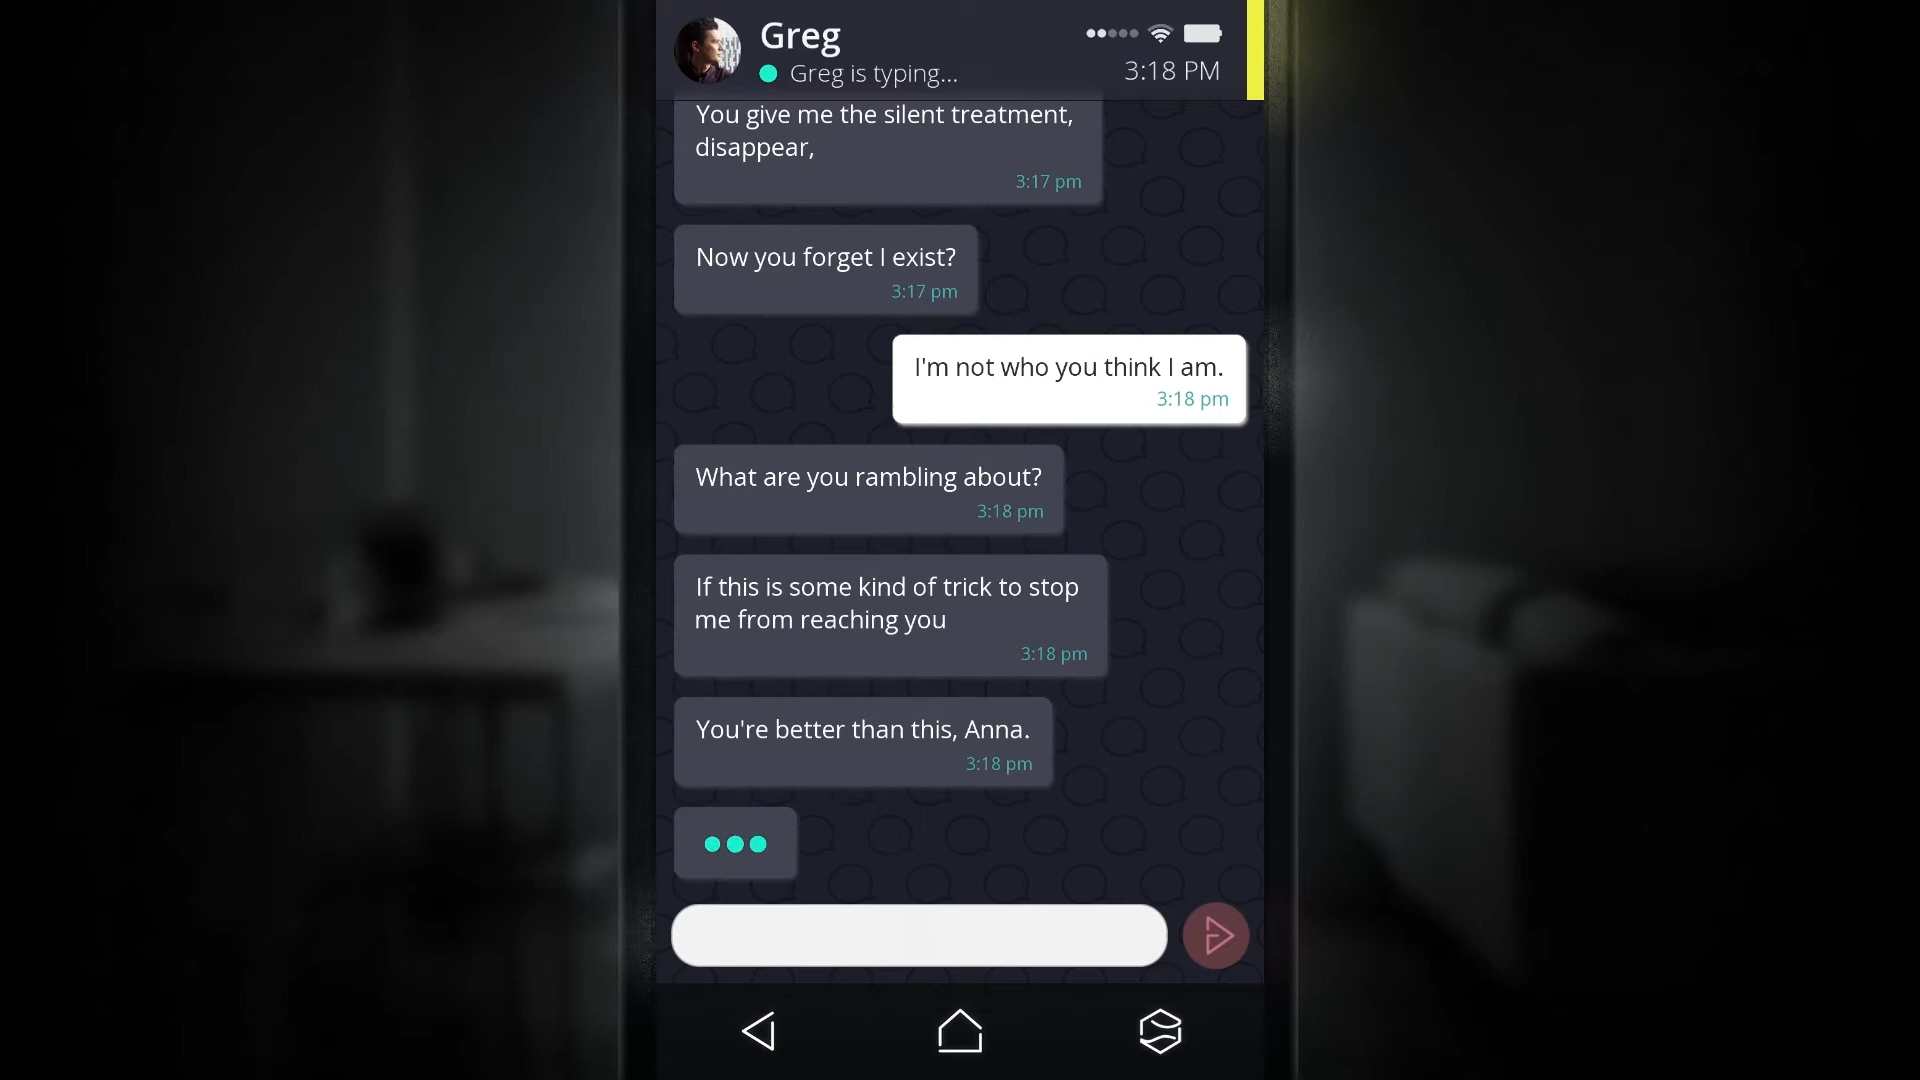 Greg
Greg is typing...
3:18 PM
You give me the silent treatment,
disappear,
3:17 pm
Now you forget I exist?
3:17 pm
I'm not who you think I am.
3:18 pm
What are you rambling about?
3:18 pm
If this is some kind of trick to stop
me from reaching you
3:18 pm
You're better than this, Anna.
3:18 pm